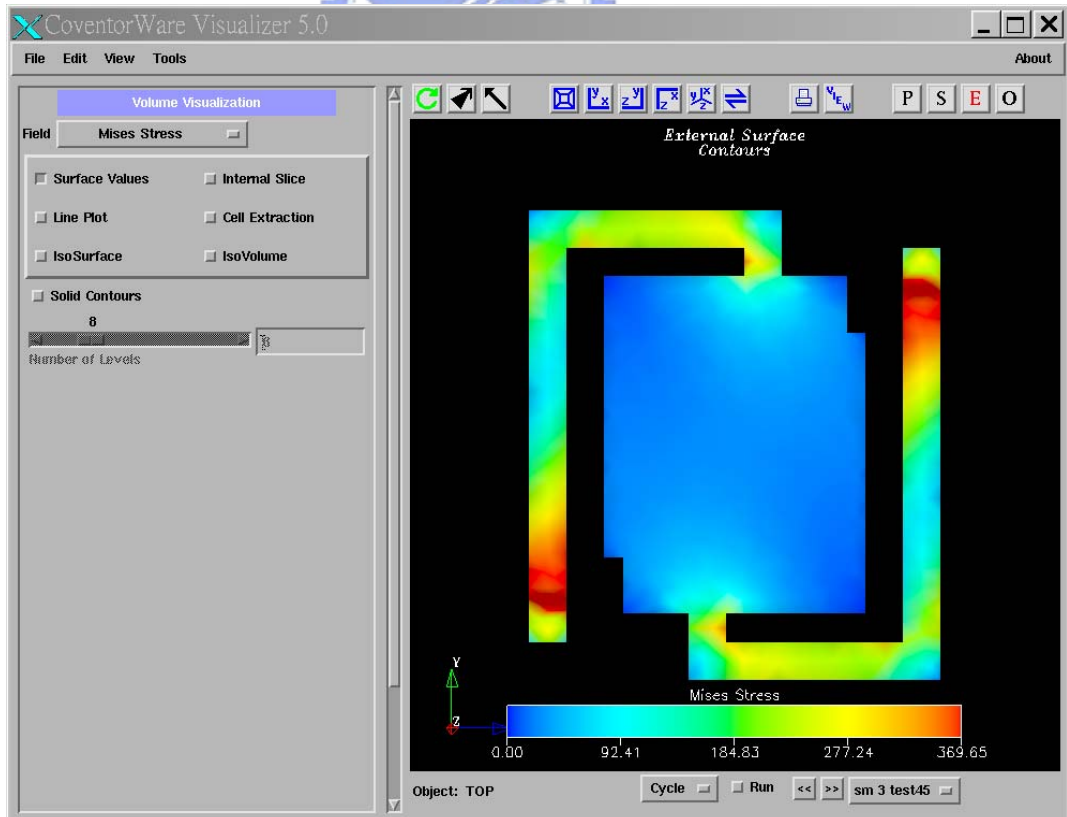 CoventorWare Visualizer 5.0
File Edit View Tools About
Volume Visualization
Field Mises Stress
Surface Values Internal Slice
Line Plot Cell Extraction
IsoSurface IsoVolume
Solid Contours
8
8
Number of Levels
y x z y z x y x z V I E W P S E O
External Surface
Contours
Y
Z
Mises Stress
0.00 92.41 184.83 277.24 369.65
Object: TOP Cycle Run << >> sm 3 test45